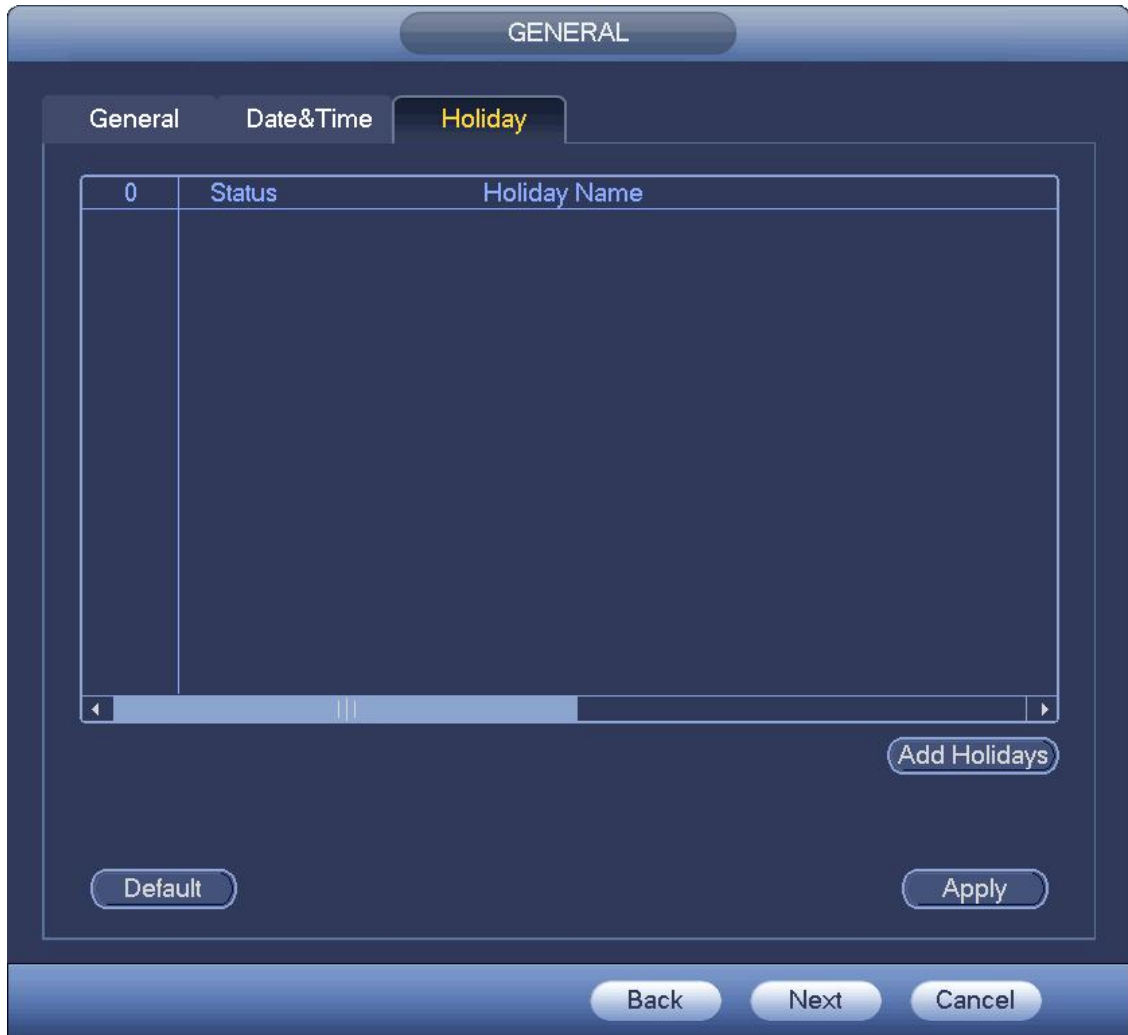 GENERAL
General Date&Time Holiday
0 Status Holiday Name
Add Holidays
Default Apply
Back Next Cancel